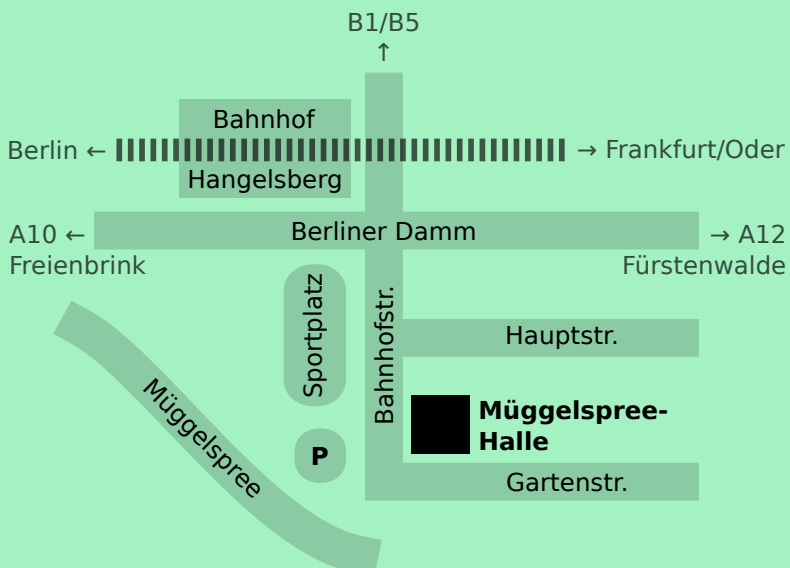 B1/B5
↑
Bahnhof
Berlin ←
→ Frankfurt/Oder
Hangelsberg
A10 ←
Freienbrink
Berliner Damm
→ A12
Fürstenwalde
Sportplatz
Bahnhofstr.
Hauptstr.
Müggelspree
Müggelspree-
Halle
P
Gartenstr.